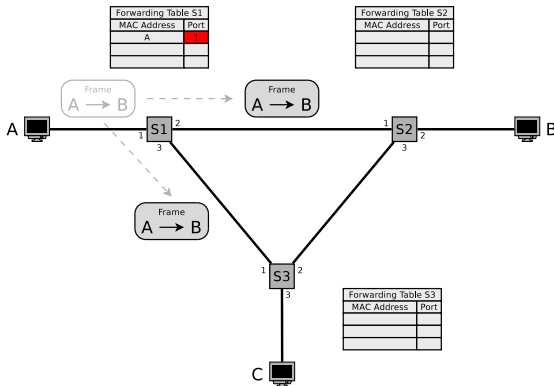 Forwarding Table S1
MAC Address Port
A 1
Forwarding Table S2
MAC Address Port
Frame
A B
Frame
A B
A
1
S1
2
3
1
S2
2
3
B
Frame
A B
1
S3
2
3
Forwarding Table S3
MAC Address Port
C